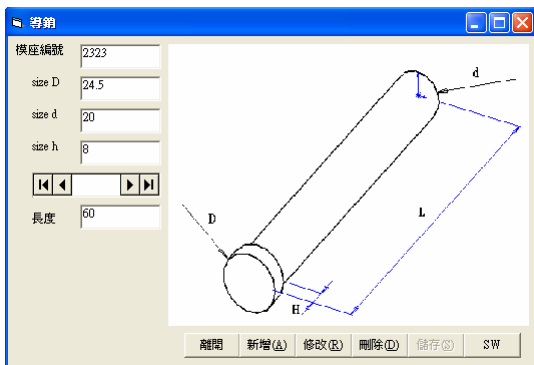 導銷
模座編號 2323
size D 24.5
size d 20
size h 8
長度 60
d
D
L
H
離開 新增(A) 修改(R) 刪除(D) 儲存(S) SW